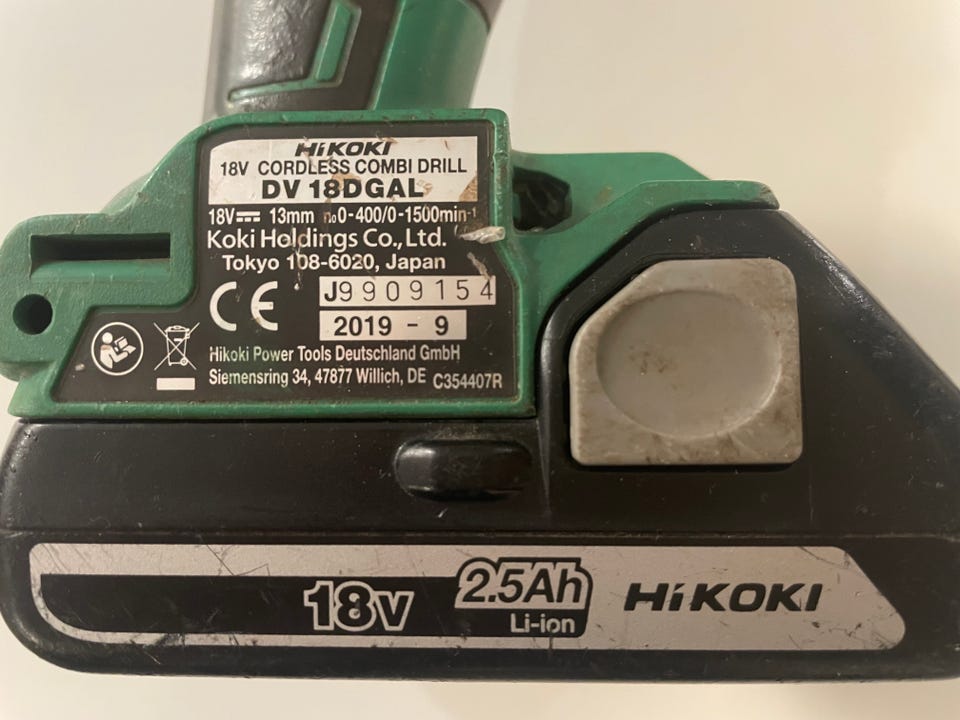 HiKOKI
18V CORDLESS COMBI DRILL
DV 18DGAL
18V⎓ 13mm n₀0-400/0-1500min⁻¹
Koki Holdings Co.,Ltd.
Tokyo 108-6020, Japan
CE
J9909154
2019 - 9
Hikoki Power Tools Deutschland GmbH
Siemensring 34, 47877 Willich, DE C354407R
18V
2.5Ah
Li-ion
HiKOKI